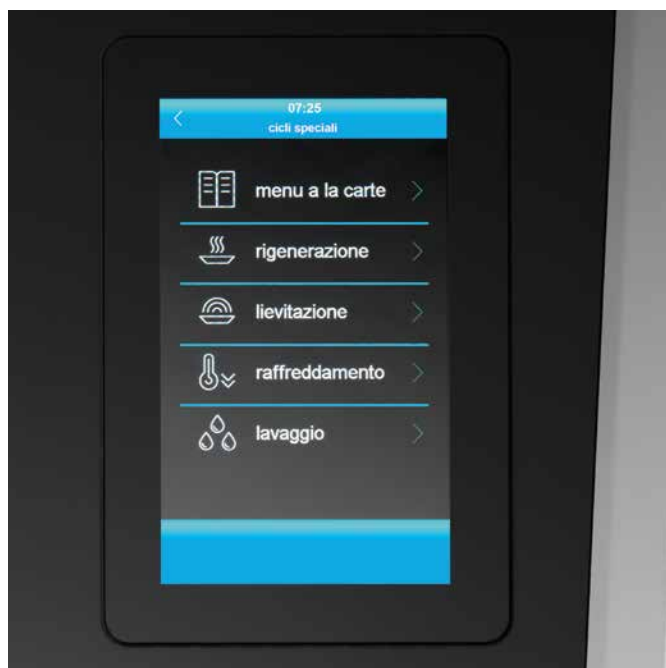 07:25
cicli speciali
menu a la carte
rigenerazione
lievitazione
raffreddamento
lavaggio